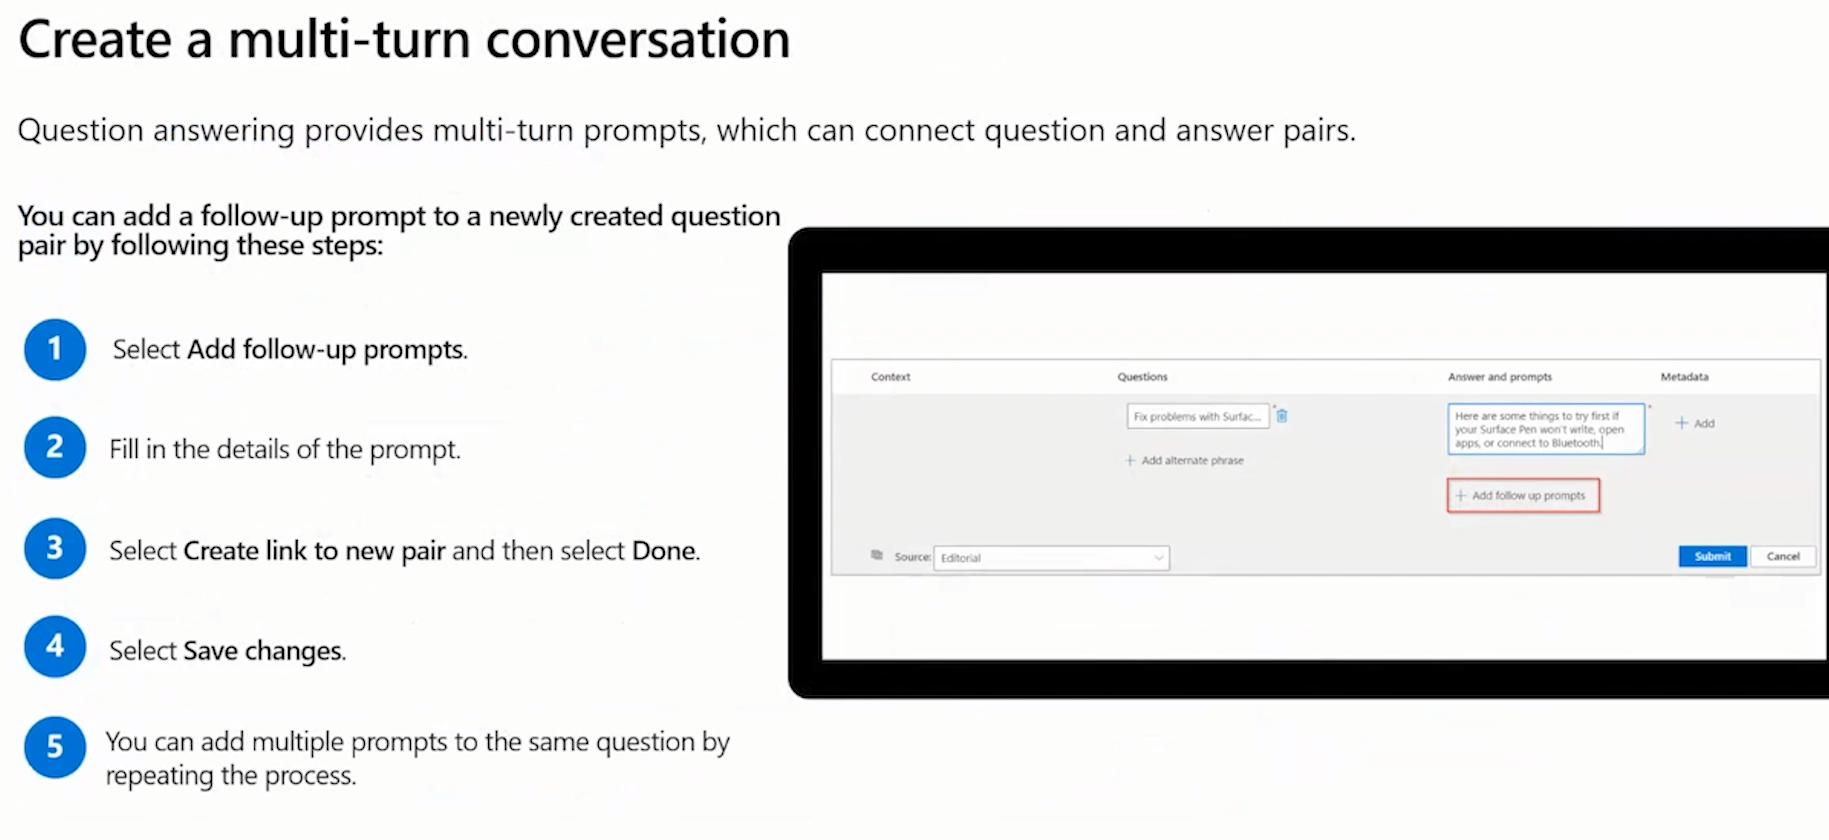 Create a multi-turn conversation
Question answering provides multi-turn prompts, which can connect question and answer pairs.
You can add a follow-up prompt to a newly created question
pair by following these steps:
1 Select Add follow-up prompts.
2 Fill in the details of the prompt.
3 Select Create link to new pair and then select Done.
4 Select Save changes.
5 You can add multiple prompts to the same question by
repeating the process.
Context Questions Answer and prompts Metadata
Fix problems with Surfac... *
Here are some things to try first if
your Surface Pen won't write, open
apps, or connect to Bluetooth. *
+ Add
+ Add alternate phrase
+ Add follow up prompts
Source: Editorial
Submit Cancel